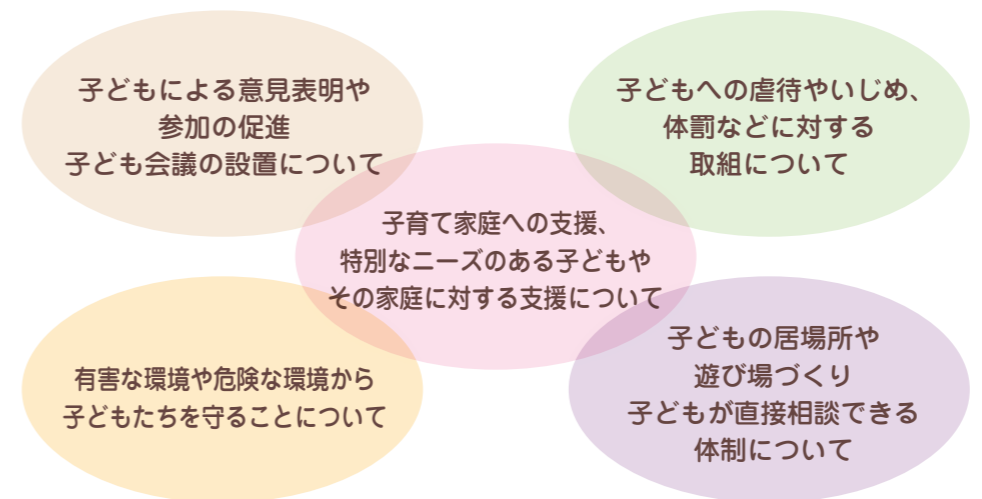 子どもによる意見表明や
参加の促進
子ども会議の設置について
子どもへの虐待やいじめ、
体罰などに対する
取組について
子育て家庭への支援、
特別なニーズのある子どもや
その家庭に対する支援について
有害な環境や危険な環境から
子どもたちを守ることについて
子どもの居場所や
遊び場づくり
子どもが直接相談できる
体制について